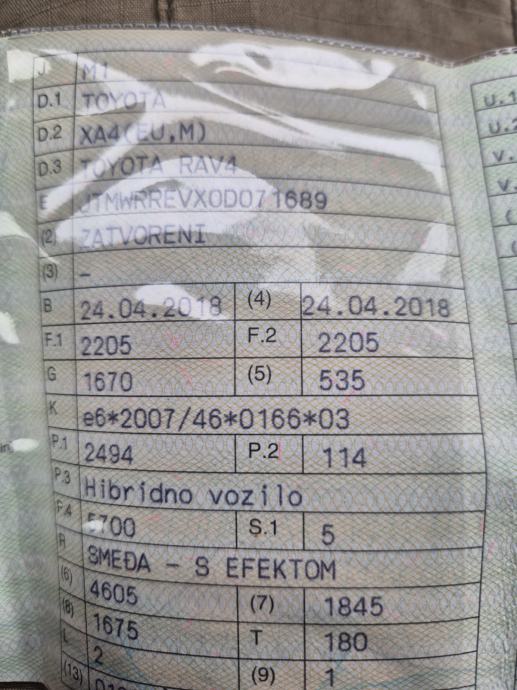 J M1
D.1 TOYOTA
D.2 XA4(EU,M)
D.3 TOYOTA RAV4
E JTMWRREVX0D071689
(2) ZATVORENI
(3) –
B 24.04.2018 (4) 24.04.2018
F.1 2205 F.2 2205
G 1670 (5) 535
K e6*2007/46*0166*03
P.1 2494 P.2 114
P.3 Hibridno vozilo
F.4 5700 S.1 5
R SMEĐA – S EFEKTOM
(6) 4605 (7) 1845
(8) 1675 T 180
L 2 (9) 1
(13)